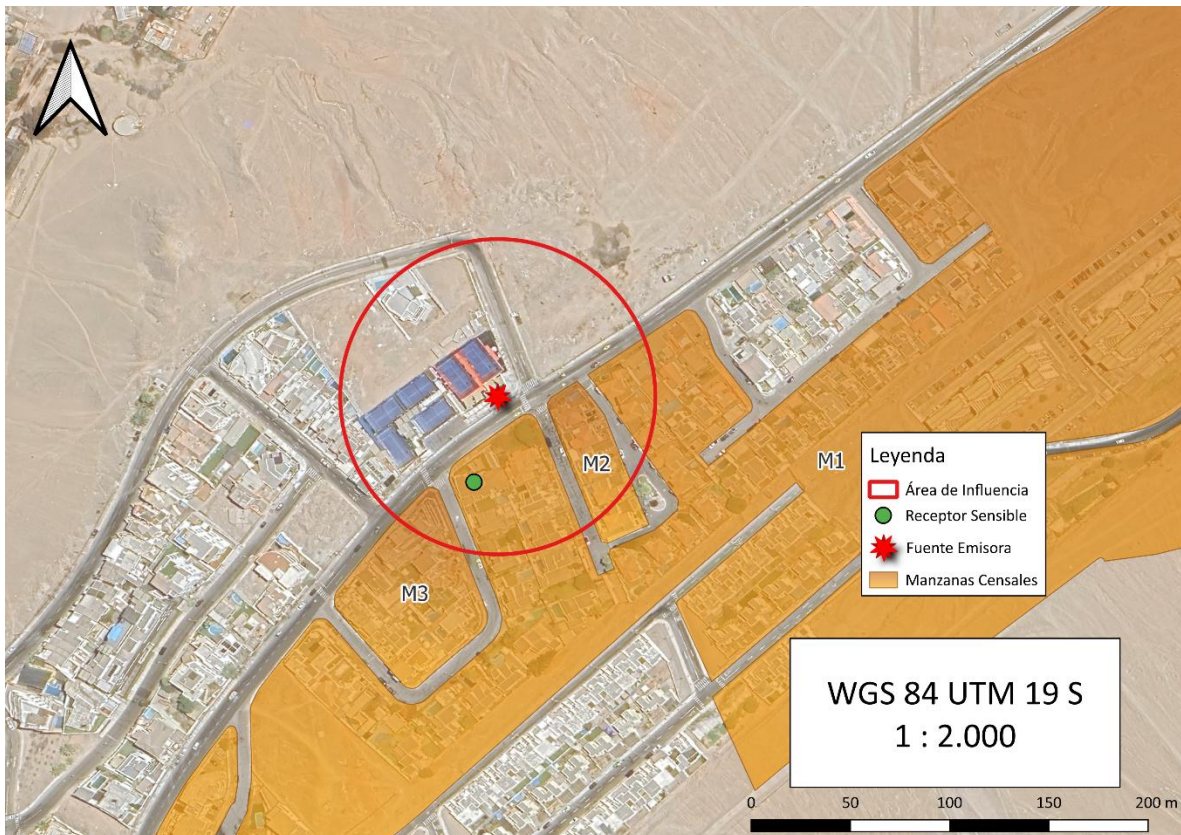 M1
M2
M3
Leyenda
Área de Influencia
Receptor Sensible
Fuente Emisora
Manzanas Censales
WGS 84 UTM 19 S
1 : 2.000
0 50 100 150 200 m